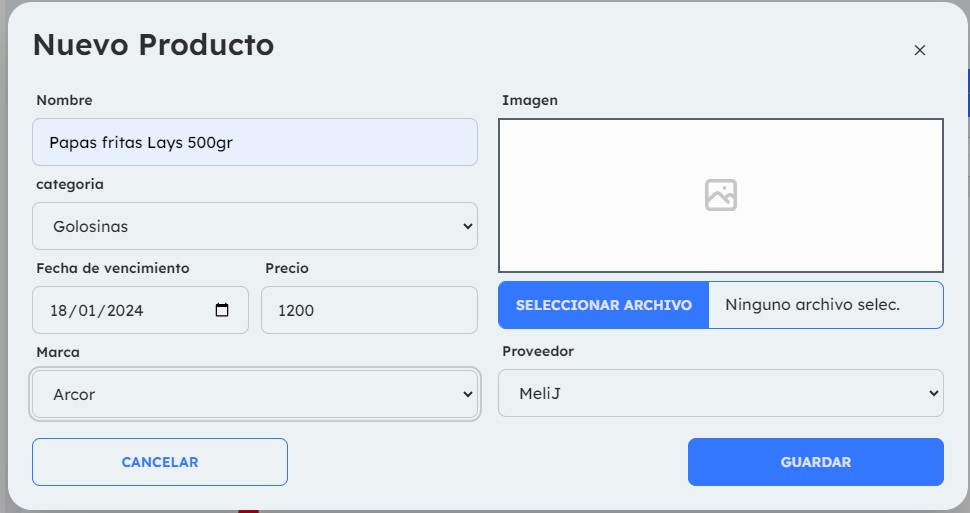 Nuevo Producto
Nombre
Papas fritas Lays 500gr
categoria
Golosinas
Fecha de vencimiento
Precio
18/01/2024
1200
Marca
Arcor
Imagen
SELECCIONAR ARCHIVO
Ninguno archivo selec.
Proveedor
MeliJ
CANCELAR
GUARDAR